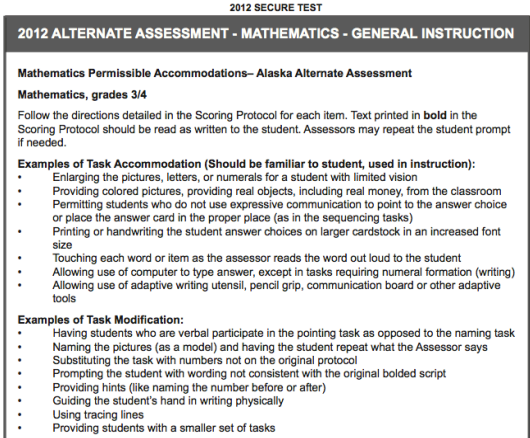 2012 SECURE TEST
2012 ALTERNATE ASSESSMENT - MATHEMATICS - GENERAL INSTRUCTION
Mathematics Permissible Accommodations– Alaska Alternate Assessment
Mathematics, grades 3/4
Follow the directions detailed in the Scoring Protocol for each item. Text printed in bold in the
Scoring Protocol should be read as written to the student. Assessors may repeat the student prompt
if needed.
Examples of Task Accommodation (Should be familiar to student, used in instruction):
• Enlarging the pictures, letters, or numerals for a student with limited vision
• Providing colored pictures, providing real objects, including real money, from the classroom
• Permitting students who do not use expressive communication to point to the answer choice
or place the answer card in the proper place (as in the sequencing tasks)
• Printing or handwriting the student answer choices on larger cardstock in an increased font
size
• Touching each word or item as the assessor reads the word out loud to the student
• Allowing use of computer to type answer, except in tasks requiring numeral formation (writing)
• Allowing use of adaptive writing utensil, pencil grip, communication board or other adaptive
tools
Examples of Task Modification:
• Having students who are verbal participate in the pointing task as opposed to the naming task
• Naming the pictures (as a model) and having the student repeat what the Assessor says
• Substituting the task with numbers not on the original protocol
• Prompting the student with wording not consistent with the original bolded script
• Providing hints (like naming the number before or after)
• Guiding the student's hand in writing physically
• Using tracing lines
• Providing students with a smaller set of tasks